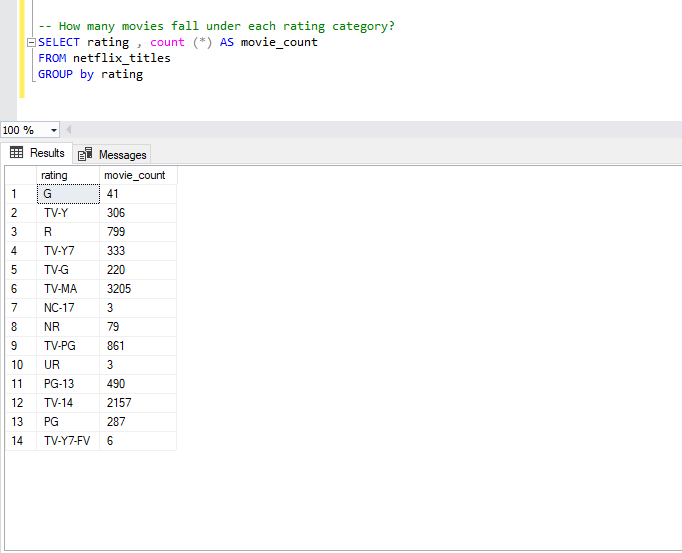 -- How many movies fall under each rating category?
SELECT rating , count (*) AS movie_count
FROM netflix_titles
GROUP by rating
100 %
Results Messages
rating movie_count
1 G 41
2 TV-Y 306
3 R 799
4 TV-Y7 333
5 TV-G 220
6 TV-MA 3205
7 NC-17 3
8 NR 79
9 TV-PG 861
10 UR 3
11 PG-13 490
12 TV-14 2157
13 PG 287
14 TV-Y7-FV 6